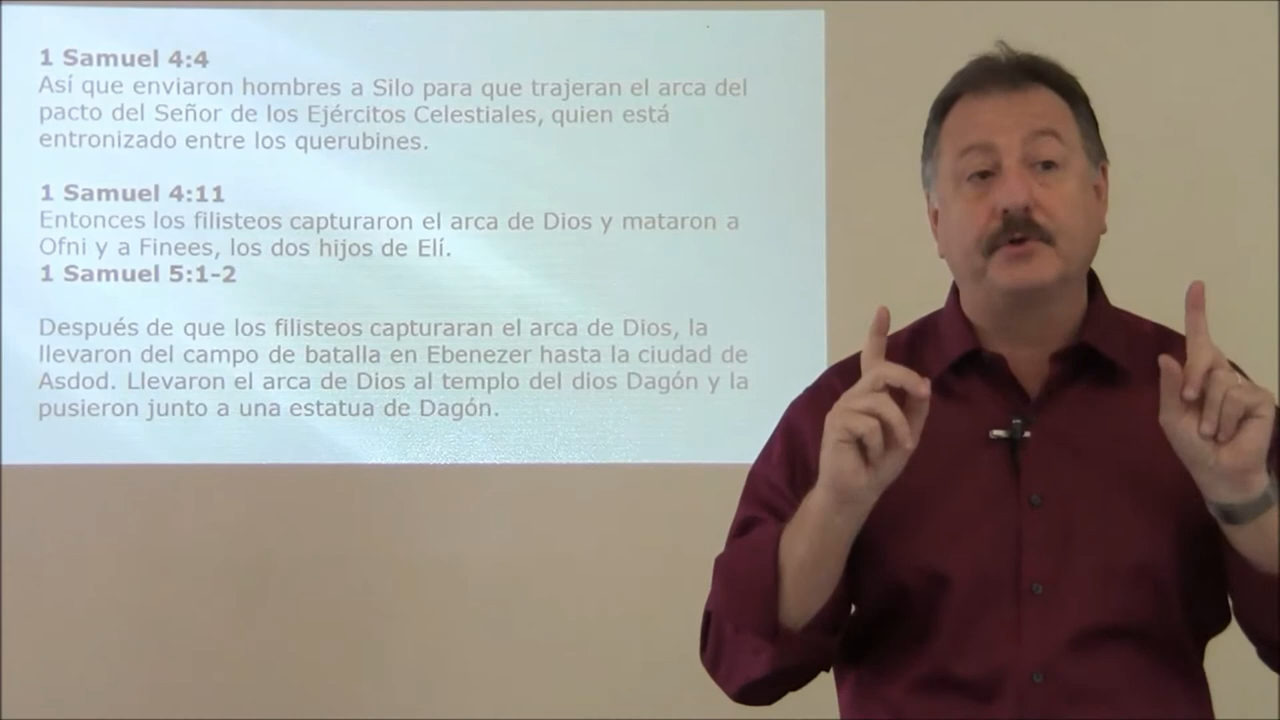 1 Samuel 4:4
Así que enviaron hombres a Silo para que trajeran el arca del
pacto del Señor de los Ejércitos Celestiales, quien está
entronizado entre los querubines.
1 Samuel 4:11
Entonces los filisteos capturaron el arca de Dios y mataron a
Ofni y a Finees, los dos hijos de Elí.
1 Samuel 5:1-2
Después de que los filisteos capturaran el arca de Dios, la
llevaron del campo de batalla en Ebenezer hasta la ciudad de
Asdod. Llevaron el arca de Dios al templo del dios Dagón y la
pusieron junto a una estatua de Dagón.